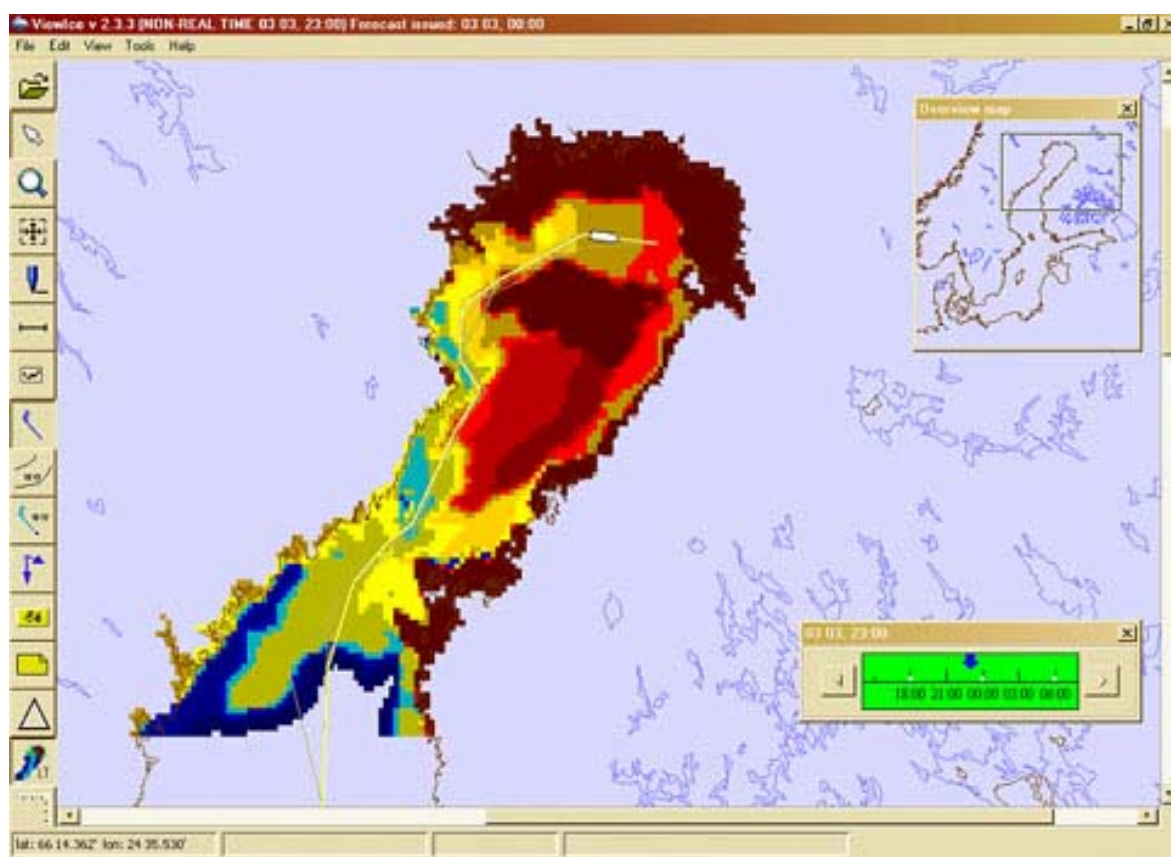 ViewIce v 2.3.3 (NON-REAL TIME 03 03, 23:00) Forecast issued: 03 03, 00:00
File Edit View Tools Help
Overview map
03 03, 23:00
18:00 21:00 00:00 03:00 06:00
LT
lat: 66 14.362' lon: 24 35.530'